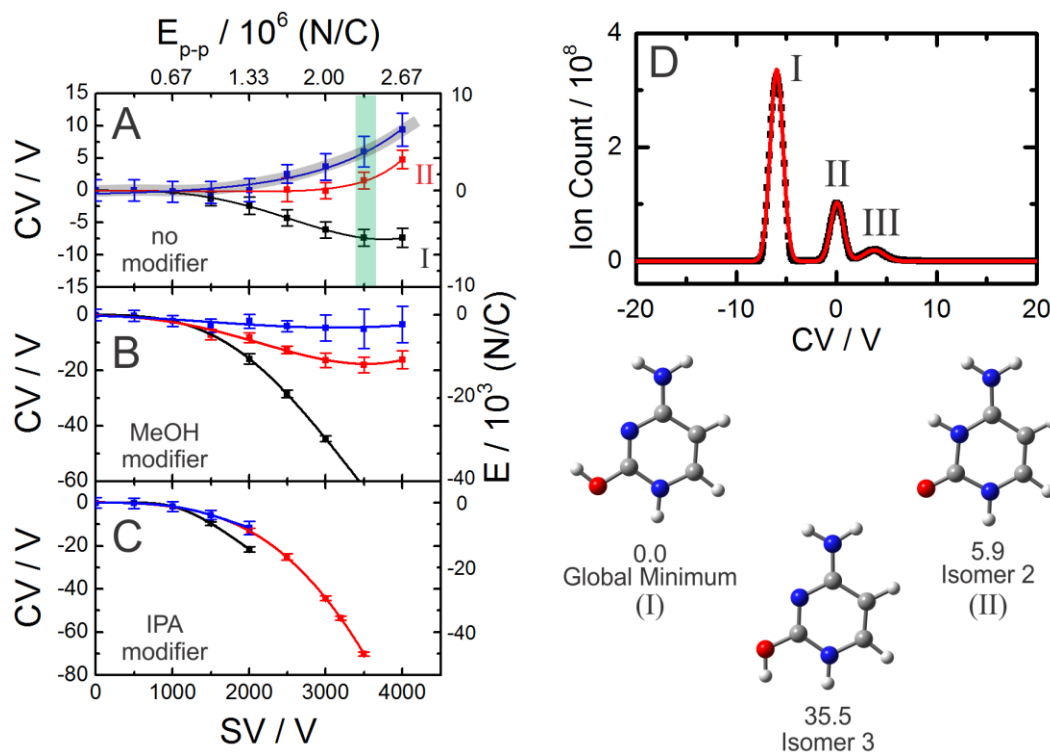 E p-p / 10^6 (N/C)
0.67 1.33 2.00 2.67
15
10
5
0
-5
-10
15
CV / V
A
no
modifier
II
I
10
0
-10
0
-20
-40
-60
CV / V
B
MeOH
modifier
0
-20
-40
E / 10^3 (N/C)
0
-20
-40
-60
-80
CV / V
C
IPA
modifier
0
-20
-40
0 1000 2000 3000 4000
SV / V
D
I
II
III
4
2
0
Ion Count / 10^8
-20 -10 0 10 20
CV / V
0.0
Global Minimum
(I)
5.9
Isomer 2
(II)
35.5
Isomer 3